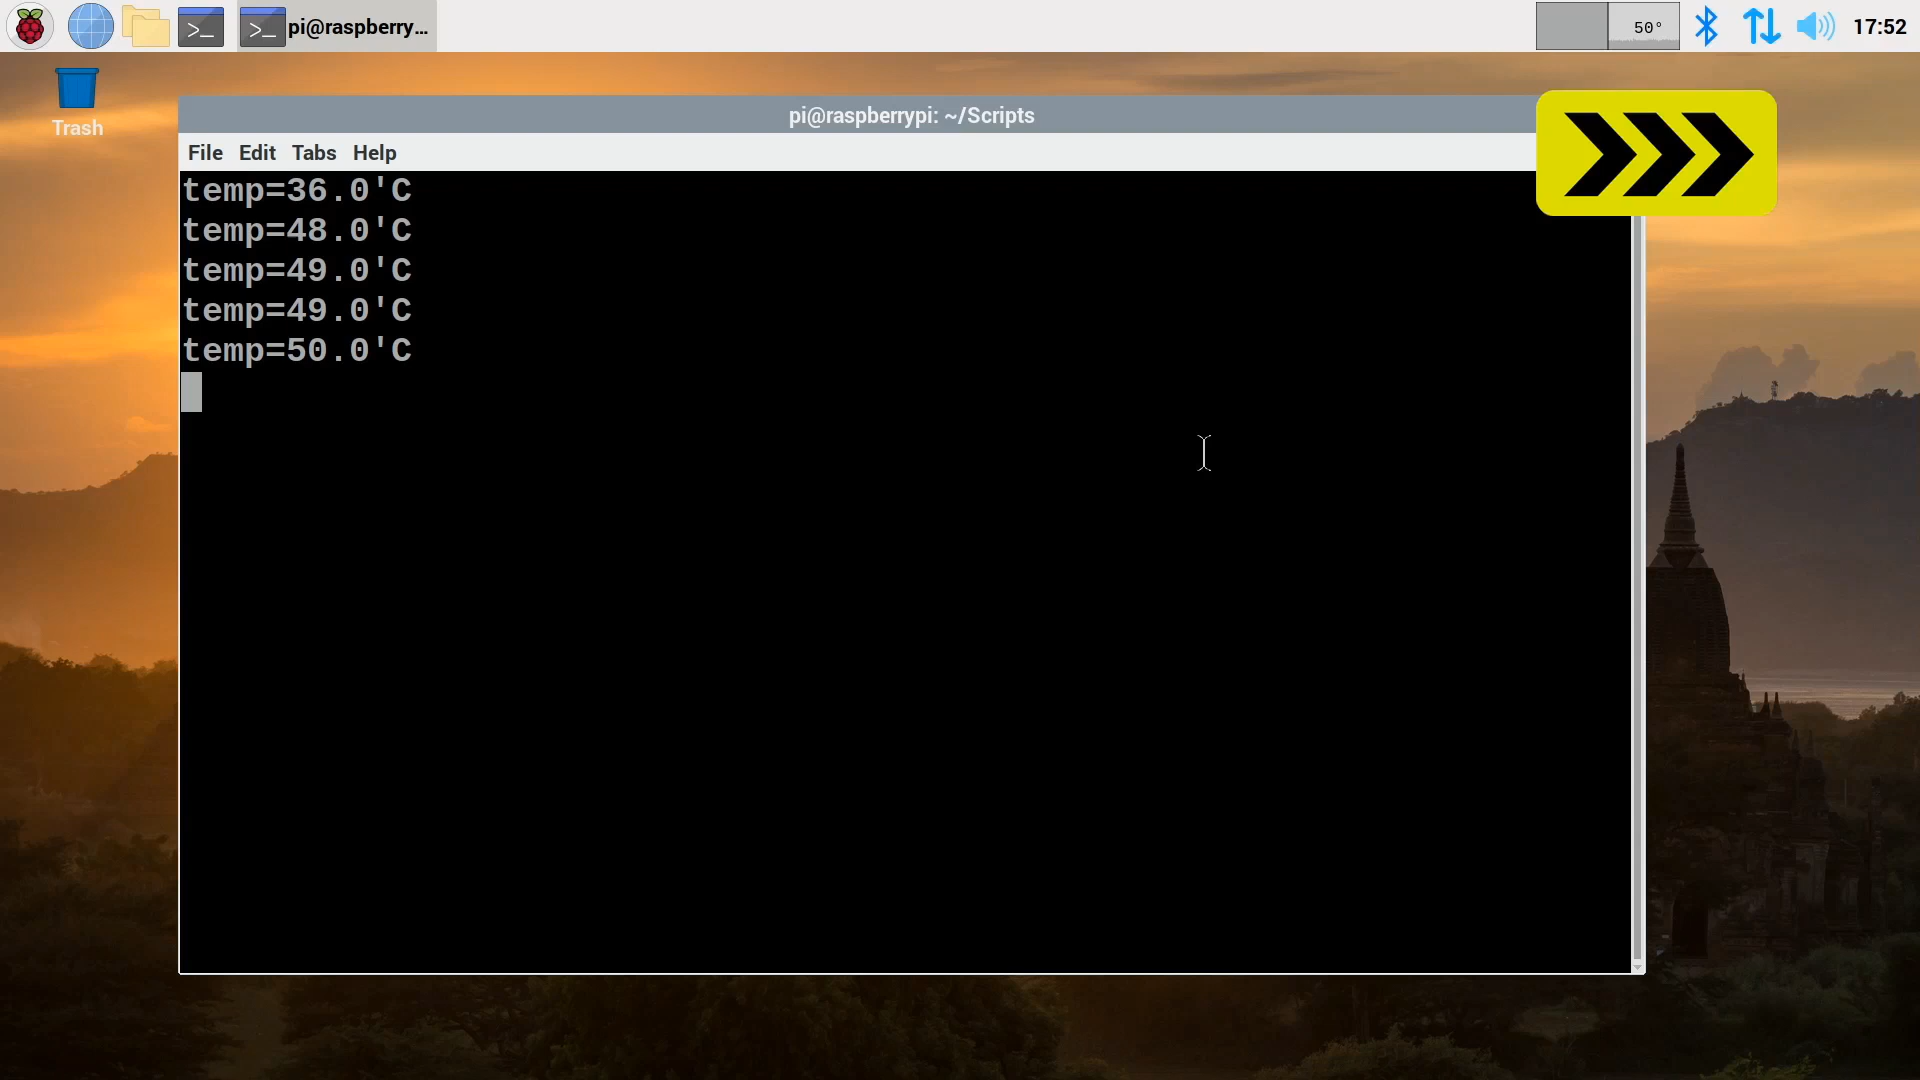 pi@raspberry...
50°
17:52
Trash
pi@raspberrypi: ~/Scripts
File Edit Tabs Help
temp=36.0'C
temp=48.0'C
temp=49.0'C
temp=49.0'C
temp=50.0'C